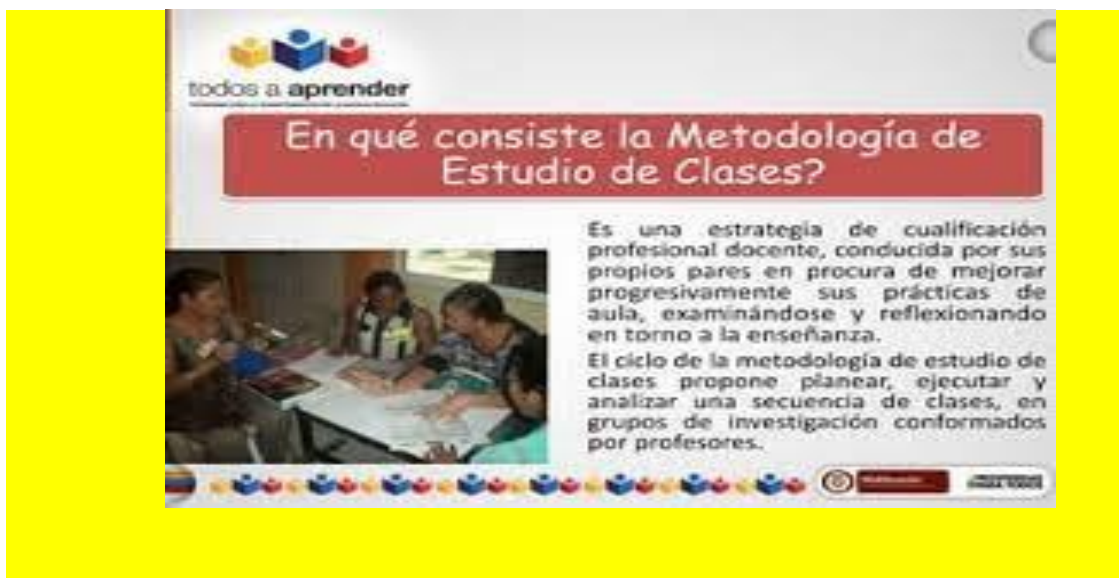 todos a aprender
En qué consiste la Metodología de
Estudio de Clases?
Es una estrategia de cualificación
profesional docente, conducida por sus
propios pares en procura de mejorar
progresivamente sus prácticas de
aula, examinándose y reflexionando
en torno a la enseñanza.
El ciclo de la metodología de estudio de
clases propone planear, ejecutar y
analizar una secuencia de clases, en
grupos de investigación conformados
por profesores.